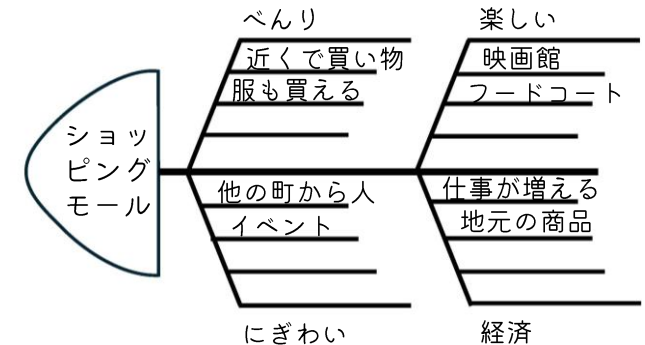 べんり
近くで買い物
服も買える
楽しい
映画館
フードコート
ショッ
ピング
モール
他の町から人
イベント
にぎわい
仕事が増える
地元の商品
経済